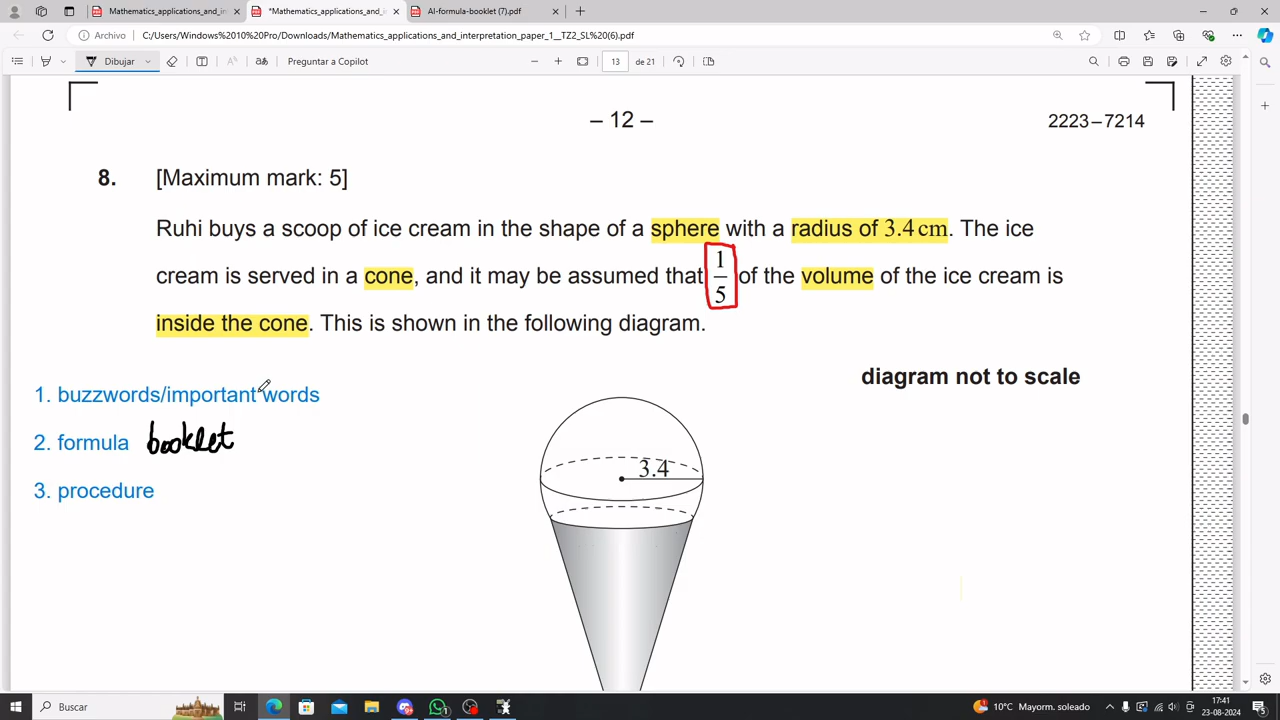 Mathematics_applications_and_in
*Mathematics_applications_and_i
AI-formula-booklet (7).pdf
Archivo
C:/Users/Windows%2010%20Pro/Downloads/Mathematics_applications_and_interpretation_paper_1__TZ2_SL%20(6).pdf
Dibujar
Preguntar a Copilot
13 de 21
– 12 –
2223–7214
8. [Maximum mark: 5]
Ruhi buys a scoop of ice cream in the shape of a sphere with a radius of 3.4 cm. The ice
cream is served in a cone, and it may be assumed that 1/5 of the volume of the ice cream is
inside the cone. This is shown in the following diagram.
diagram not to scale
1. buzzwords/important words
2. formula booklet
3. procedure
3.4
Buscar
10°C Mayorm. soleado
17:41
23-08-2024